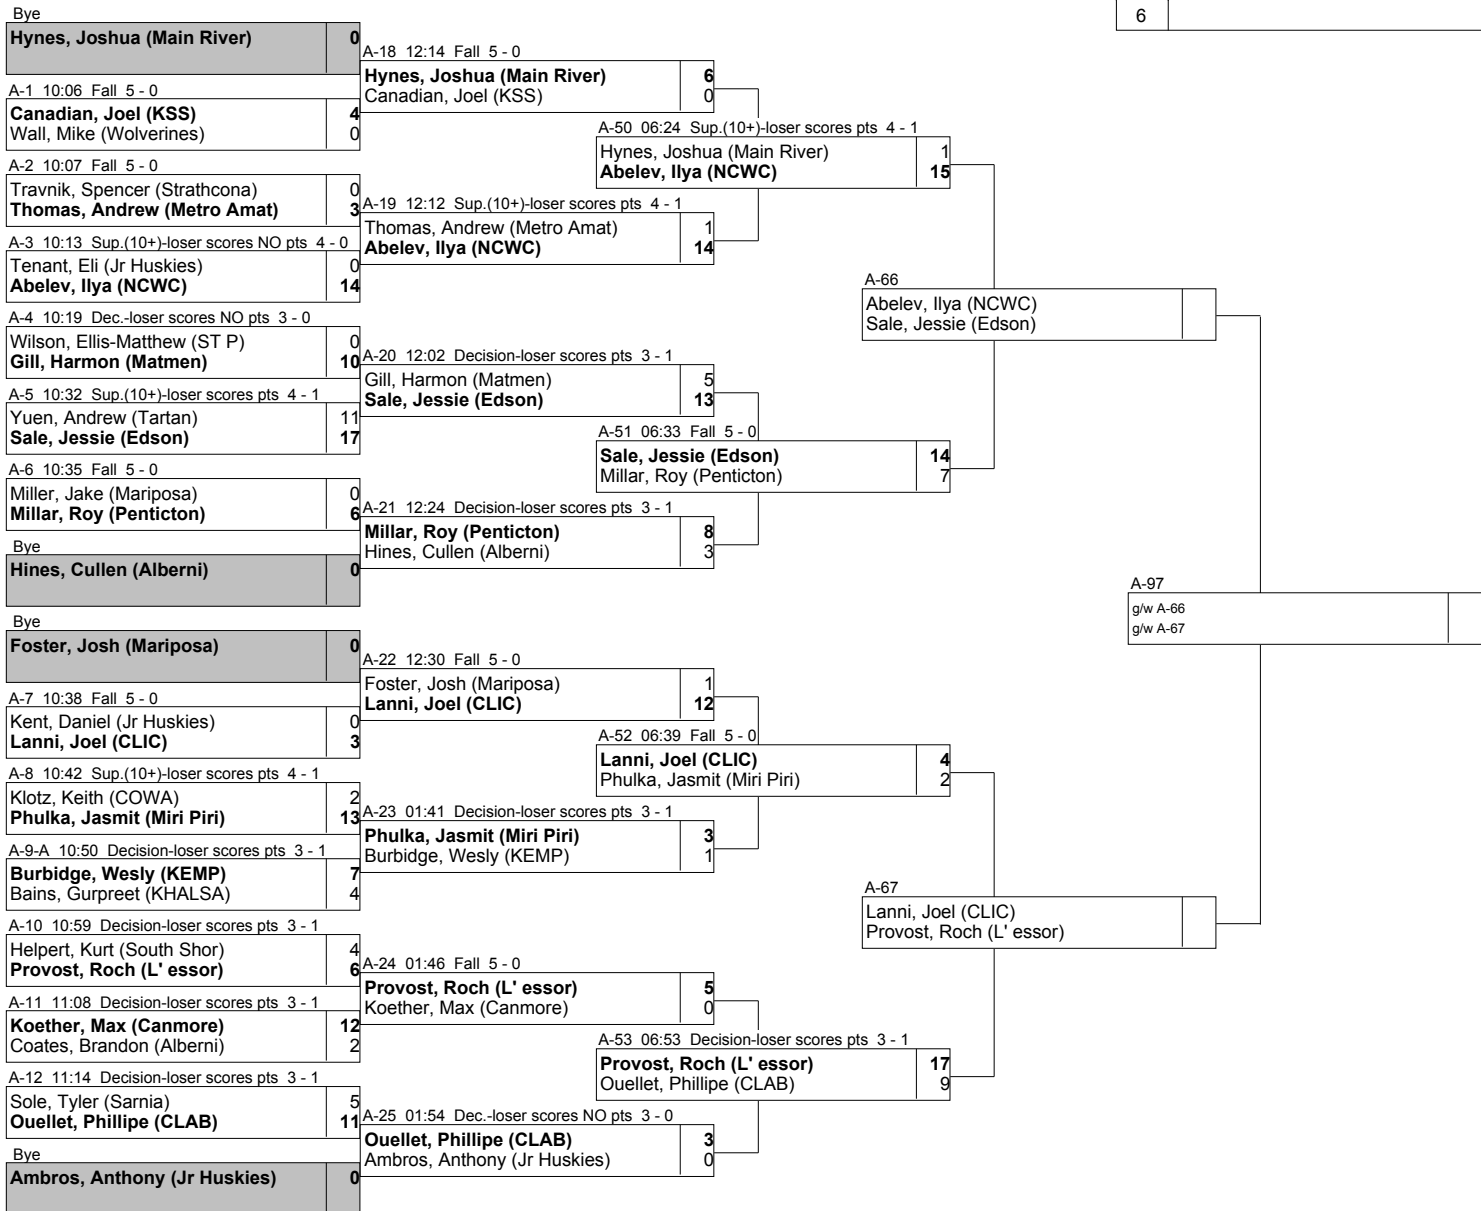 6
Bye
Hynes, Joshua (Main River) 0
A-1 10:06 Fall 5 - 0
Canadian, Joel (KSS) 4
Wall, Mike (Wolverines) 0
A-2 10:07 Fall 5 - 0
Travnik, Spencer (Strathcona) 0
Thomas, Andrew (Metro Amat) 3
A-3 10:13 Sup.(10+)-loser scores NO pts 4 - 0
Tenant, Eli (Jr Huskies) 0
Abelev, Ilya (NCWC) 14
A-4 10:19 Dec.-loser scores NO pts 3 - 0
Wilson, Ellis-Matthew (ST P) 0
Gill, Harmon (Matmen) 10
A-5 10:32 Sup.(10+)-loser scores pts 4 - 1
Yuen, Andrew (Tartan) 11
Sale, Jessie (Edson) 17
A-6 10:35 Fall 5 - 0
Miller, Jake (Mariposa) 0
Millar, Roy (Penticton) 6
Bye
Hines, Cullen (Alberni) 0
Bye
Foster, Josh (Mariposa) 0
A-7 10:38 Fall 5 - 0
Kent, Daniel (Jr Huskies) 0
Lanni, Joel (CLIC) 3
A-8 10:42 Sup.(10+)-loser scores pts 4 - 1
Klotz, Keith (COWA) 2
Phulka, Jasmit (Miri Piri) 13
A-9-A 10:50 Decision-loser scores pts 3 - 1
Burbidge, Wesly (KEMP) 7
Bains, Gurpreet (KHALSA) 4
A-10 10:59 Decision-loser scores pts 3 - 1
Helpert, Kurt (South Shor) 4
Provost, Roch (L' essor) 6
A-11 11:08 Decision-loser scores pts 3 - 1
Koether, Max (Canmore) 12
Coates, Brandon (Alberni) 2
A-12 11:14 Decision-loser scores pts 3 - 1
Sole, Tyler (Sarnia) 5
Ouellet, Phillipe (CLAB) 11
Bye
Ambros, Anthony (Jr Huskies) 0
A-18 12:14 Fall 5 - 0
Hynes, Joshua (Main River) 6
Canadian, Joel (KSS) 0
A-19 12:12 Sup.(10+)-loser scores pts 4 - 1
Thomas, Andrew (Metro Amat) 1
Abelev, Ilya (NCWC) 14
A-20 12:02 Decision-loser scores pts 3 - 1
Gill, Harmon (Matmen) 5
Sale, Jessie (Edson) 13
A-21 12:24 Decision-loser scores pts 3 - 1
Millar, Roy (Penticton) 8
Hines, Cullen (Alberni) 3
A-22 12:30 Fall 5 - 0
Foster, Josh (Mariposa) 1
Lanni, Joel (CLIC) 12
A-23 01:41 Decision-loser scores pts 3 - 1
Phulka, Jasmit (Miri Piri) 3
Burbidge, Wesly (KEMP) 1
A-24 01:46 Fall 5 - 0
Provost, Roch (L' essor) 5
Koether, Max (Canmore) 0
A-25 01:54 Dec.-loser scores NO pts 3 - 0
Ouellet, Phillipe (CLAB) 3
Ambros, Anthony (Jr Huskies) 0
A-50 06:24 Sup.(10+)-loser scores pts 4 - 1
Hynes, Joshua (Main River) 1
Abelev, Ilya (NCWC) 15
A-51 06:33 Fall 5 - 0
Sale, Jessie (Edson) 14
Millar, Roy (Penticton) 7
A-52 06:39 Fall 5 - 0
Lanni, Joel (CLIC) 4
Phulka, Jasmit (Miri Piri) 2
A-53 06:53 Decision-loser scores pts 3 - 1
Provost, Roch (L' essor) 17
Ouellet, Phillipe (CLAB) 9
A-66
Abelev, Ilya (NCWC)
Sale, Jessie (Edson)
A-67
Lanni, Joel (CLIC)
Provost, Roch (L' essor)
A-97
g/w A-66
g/w A-67